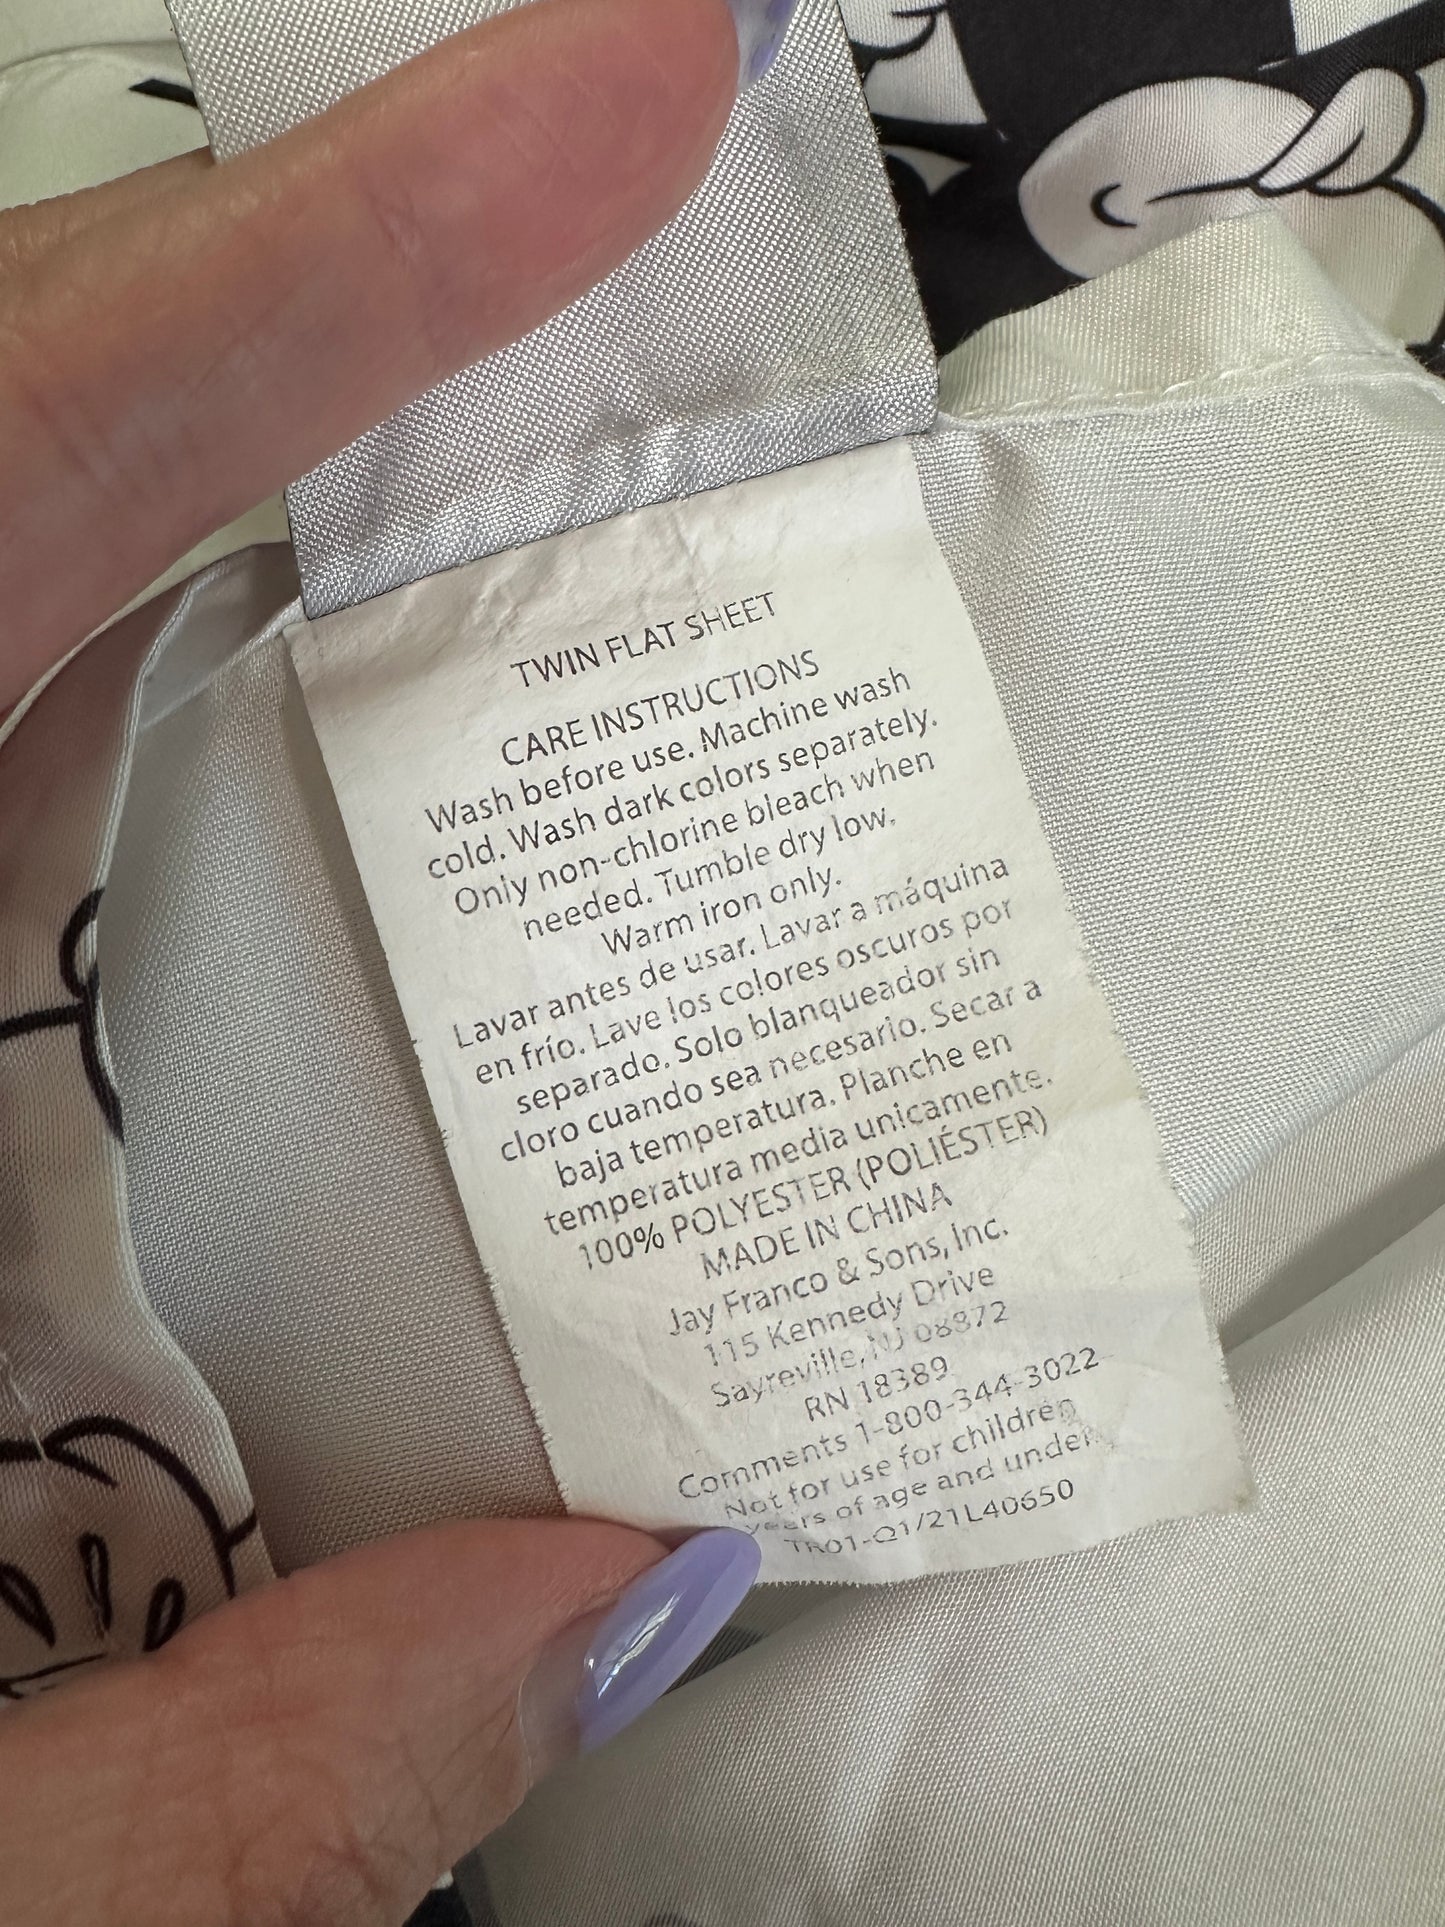 TWIN FLAT SHEET
CARE INSTRUCTIONS
Wash before use. Machine wash
cold. Wash dark colors separately.
Only non-chlorine bleach when
needed. Tumble dry low.
Warm iron only.
Lavar antes de usar. Lavar a máquina
en frío. Lave los colores oscuros por
separado. Solo blanqueador sin
cloro cuando sea necesario. Secar a
baja temperatura. Planche en
temperatura media unicamente.
100% POLYESTER (POLIÉSTER)
MADE IN CHINA
Jay Franco & Sons, Inc.
115 Kennedy Drive
Sayreville, NJ 08872
RN 18389
Comments 1-800-344-3022
Not for use for children
years of age and under
TR01-Q1/21L40650